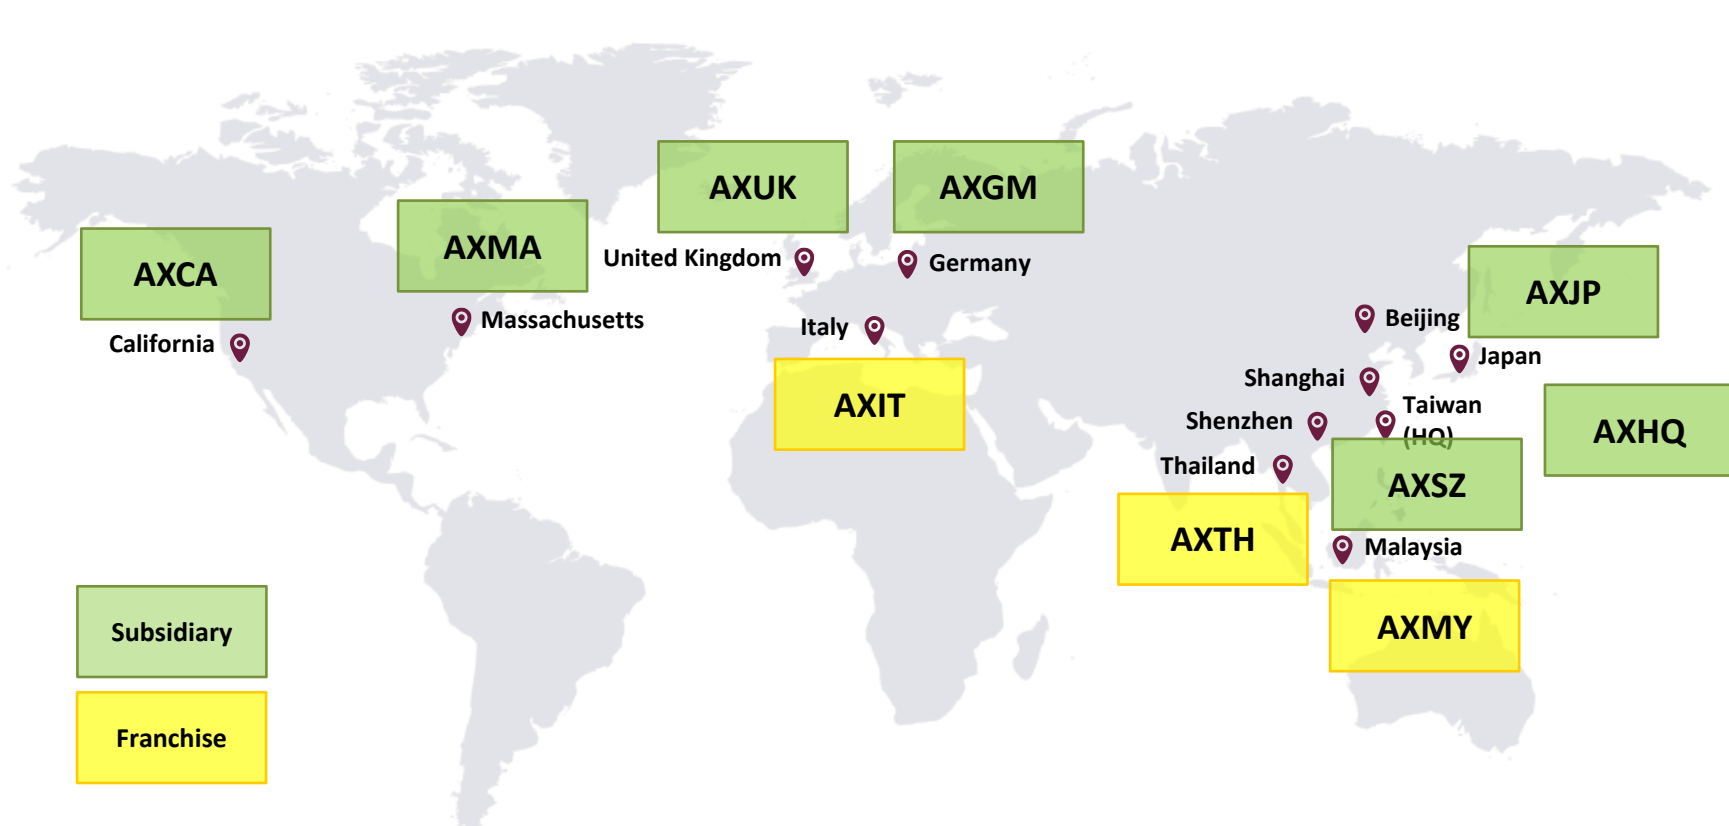 AXUK
AXGM
AXMA
AXCA
United Kingdom
Germany
AXJP
Massachusetts
Beijing
Italy
California
Japan
Shanghai
AXIT
Taiwan
(HQ)
Shenzhen
AXHQ
Thailand
AXSZ
AXTH
Malaysia
AXMY
Subsidiary
Franchise